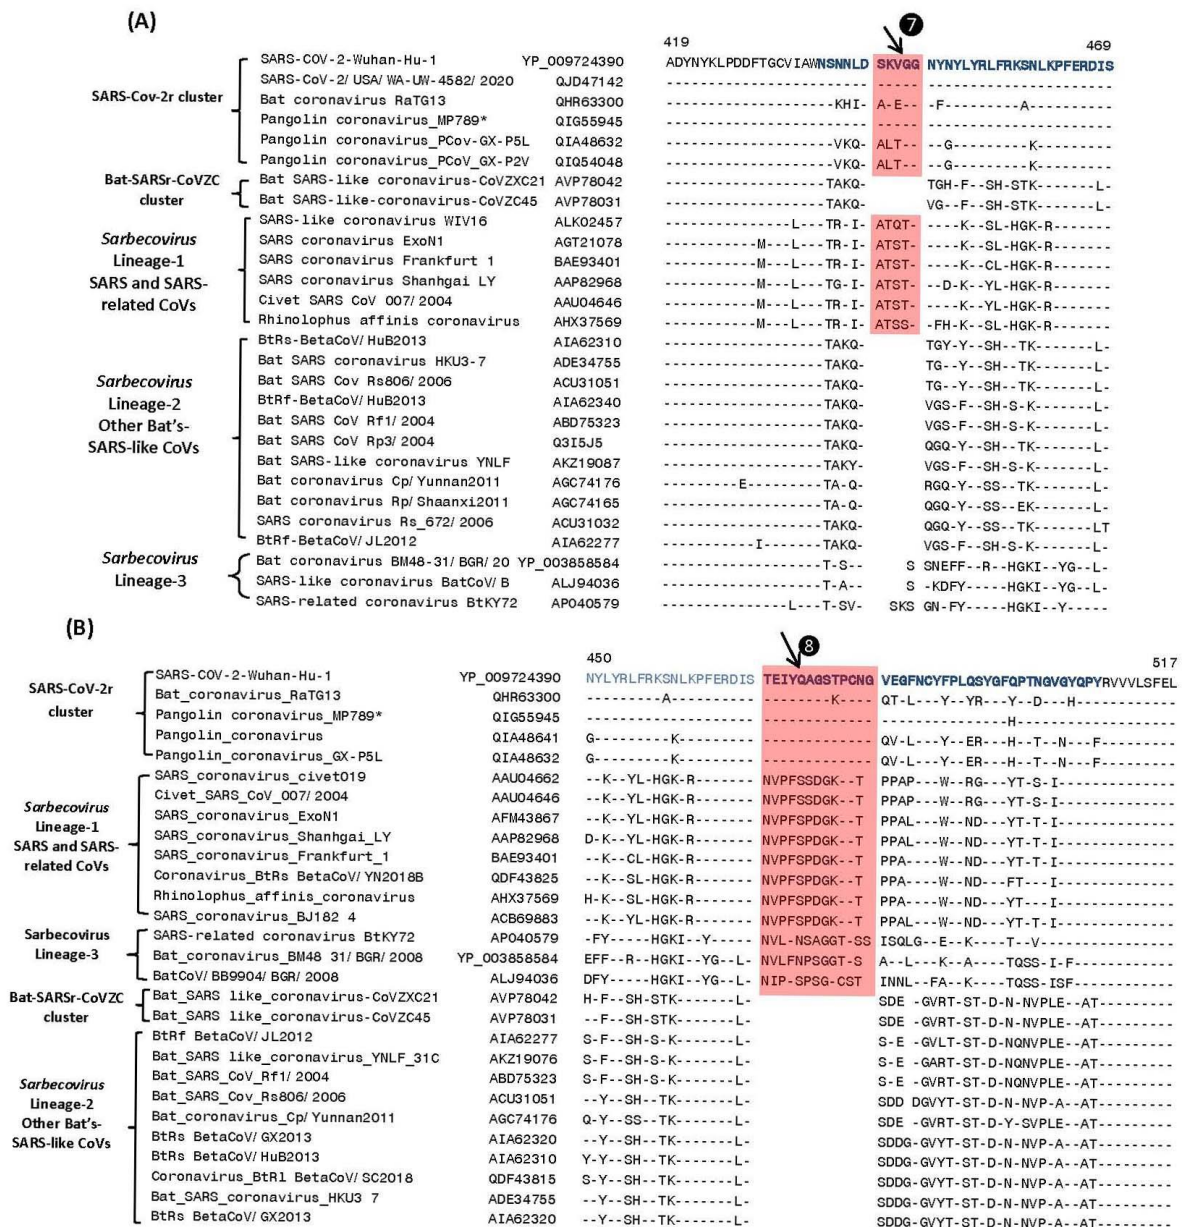 (A)
7
419 469
SARS-COV-2-Wuhan-Hu-1 YP_009724390 ADYNYKLPDDFTGCVIAWNSNNLD SKVGG NYNYLYRLFRKSNLKPFERDIS
SARS-CoV-2/ USA/ WA-UW-4582/ 2020 QJD47142
SARS-Cov-2r cluster
Bat coronavirus RaTG13 QHR63300 ---KHI- A-E-- -F--------A--------
Pangolin coronavirus_MP789* QIG55945
Pangolin coronavirus_PCov-GX-P5L QIA48632 ---VKQ- ALT-- --G---------K--------
Pangolin coronavirus_PCoV_GX-P2V QIQ54048 ---VKQ- ALT-- --G---------K--------
Bat-SARSr-CoVZC cluster
Bat SARS-like coronavirus-CoVZXC21 AVP78042 TAKQ- TGH-F--SH-STK-------L-
Bat SARS-like-coronavirus-CoVZC45 AVP78031 TAKQ- VG--F--SH-STK-------L-
Sarbecovirus
Lineage-1
SARS and SARS-
related CoVs
SARS-like coronavirus WIV16 ALK02457 L---TR-I- ATQT- ----K--SL-HGK-R-------
SARS coronavirus ExoN1 AGT21078 M---L---TR-I- ATST- ----K--YL-HGK-R-------
SARS coronavirus Frankfurt 1 BAE93401 M---L---TR-I- ATST- ----K--CL-HGK-R-------
SARS coronavirus Shanhgai LY AAP82968 M---L---TG-I- ATST- --D-K--YL-HGK-R-------
Civet SARS CoV 007/ 2004 AAU04646 M---L---TR-I- ATST- ----K--YL-HGK-R-------
Rhinolophus affinis coronavirus AHX37569 M---L---TR-I- ATSS- -FH-K--SL-HGK-R-------
Sarbecovirus
Lineage-2
Other Bat's-
SARS-like CoVs
BtRs-BetaCoV/ HuB2013 AIA62310 TAKQ- TGY-Y--SH--TK-------L-
Bat SARS coronavirus HKU3-7 ADE34755 TAKQ- TG--Y--SH--TK-------L-
Bat SARS Cov Rs806/ 2006 ACU31051 TAKQ- TG--Y--SH--TK-------L-
BtRf-BetaCoV/ HuB2013 AIA62340 TAKQ- VGS-F--SH-S-K-------L-
Bat SARS CoV Rf1/ 2004 ABD75323 TAKQ- VGS-F--SH-S-K-------L-
Bat SARS CoV Rp3/ 2004 Q3I5J5 TAKQ- QGQ-Y--SH--TK-------L-
Bat SARS-like coronavirus YNLF AKZ19087 TAKY- VGS-F--SH-S-K-------L-
Bat coronavirus Cp/ Yunnan2011 AGC74176 E TA-Q- RGQ-Y--SS--TK-------L-
Bat coronavirus Rp/ Shaanxi2011 AGC74165 TA-Q- QGQ-Y--SS--EK-------L-
SARS coronavirus Rs_672/ 2006 ACU31032 TAKQ- QGQ-Y--SS--TK-------LT
BtRf-BetaCoV/ JL2012 AIA62277 I TAKQ- VGS-F--SH-S-K-------L-
Sarbecovirus
Lineage-3
Bat coronavirus BM48-31/ BGR/ 20 YP_003858584 T-S-- S SNEFF--R--HGKI--YG--L-
SARS-like coronavirus BatCoV/ B ALJ94036 T-A-- S -KDFY-----HGKI--YG--L-
SARS-related coronavirus BtKY72 AP040579 L---T-SV- SKS GN-FY-----HGKI--Y-----
(B)
8
450 517
SARS-CoV-2r
cluster
SARS-COV-2-Wuhan-Hu-1 YP_009724390 NYLYRLFRKSNLKPFERDIS TEIYQAGSTPCNG VEGFNCYFPLQSYGFQPTNGVGYQPYRVVVLSFEL
Bat_coronavirus_RaTG13 QHR63300 ---------A---------- --------K---- QT-L---Y--YR---Y--D---H------------
Pangolin coronavirus_MP789* QIG55945 H
Pangolin_coronavirus QIA48641 G---------K--------- QV-L---Y--ER---H--T--N---F---------
Pangolin_coronavirus_GX-P5L QIA48632 G---------K--------- QV-L---Y--ER---H--T--N---F---------
Sarbecovirus
Lineage-1
SARS and SARS-
related CoVs
SARS_coronavirus_civet019 AAU04662 --K--YL-HGK-R------- NVPFSSDGK--T PPAP---W--RG---YT-S-I--------------
Civet_SARS_CoV_007/ 2004 AAU04646 --K--YL-HGK-R------- NVPFSSDGK--T PPAP---W--RG---YT-S-I--------------
SARS_coronavirus_ExoN1 AFM43867 --K--YL-HGK-R------- NVPFSPDGK--T PPAL---W--ND---YT-T-I--------------
SARS_coronavirus_Shanhgai_LY AAP82968 D-K--YL-HGK-R------- NVPFSPDGK--T PPAL---W--ND---YT-T-I--------------
SARS_coronavirus_Frankfurt_1 BAE93401 --K--CL-HGK-R------- NVPFSPDGK--T PPA----W--ND---YT-T-I--------------
Coronavirus_BtRs BetaCoV/ YN2018B QDF43825 --K--SL-HGK-R------- NVPFSPDGK--T PPA----W--ND---FT---I--------------
Rhinolophus_affinis_coronavirus AHX37569 H-K--SL-HGK-R------- NVPFSPDGK--T PPA----W--ND---YT---I--------------
SARS_coronavirus_BJ182 4 ACB69883 --K--YL-HGK-R------- NVPFSPDGK--T PPAL---W--ND---YT-T-I--------------
Sarbecovirus
Lineage-3
SARS-related coronavirus BtKY72 AP040579 -FY-----HGKI--Y----- NVL-NSAGGT-SS ISQLG--E--K----T--V----------------
Bat_coronavirus_BM48 31/ BGR/ 2008 YP_003858584 EFF--R--HGKI--YG--L- NVLFNPSGGT-S A--L---K--A----TQSS-I-F------------
BatCoV/ BB9904/ BGR/ 2008 ALJ94036 DFY-----HGKI--YG--L- NIP-SPSG-CST INNL--FA--K----TQSS-ISF------------
Bat-SARSr-CoVZC
cluster
Bat_SARS like_coronavirus-CoVZXC21 AVP78042 H-F--SH-STK-------L- SDE -GVRT-ST-D-N-NVPLE--AT----------
Bat_SARS like_coronavirus-CoVZC45 AVP78031 --F--SH-STK-------L- SDE -GVRT-ST-D-N-NVPLE--AT----------
Sarbecovirus
Lineage-2
Other Bat's-
SARS-like CoVs
BtRf BetaCoV/ JL2012 AIA62277 S-F--SH-S-K-------L- S-E -GVLT-ST-D-NQNVPLE--AT----------
Bat_SARS like_coronavirus_YNLF_31C AKZ19076 S-F--SH-S-K-------L- S-E -GART-ST-D-NQNVPLE--AT----------
Bat_SARS_CoV_Rf1/ 2004 ABD75323 S-F--SH-S-K-------L- S-E -GVRT-ST-D-NQNVPLE--AT----------
Bat_SARS_Cov_Rs806/ 2006 ACU31051 --Y--SH--TK-------L- SDD DGVRT-ST-D-N-NVP-A--AT----------
Bat_coronavirus_Cp/ Yunnan2011 AGC74176 Q-Y--SS--TK-------L- SDE -GVRT-ST-D-Y-SVPLE--AT----------
BtRs BetaCoV/ GX2013 AIA62320 --Y--SH--TK-------L- SDDG-GVYT-ST-D-N-NVP-A--AT----------
BtRs BetaCoV/ HuB2013 AIA62310 Y-Y--SH--TK-------L- SDDG-GVYT-ST-D-N-NVP-A--AT----------
Coronavirus_BtRl BetaCoV/ SC2018 QDF43815 S-Y--SH--TK-------L- SDDG-GVYT-ST-D-N-NVP-A--AT----------
Bat_SARS_coronavirus_HKU3 7 ADE34755 --Y--SH--TK-------L- SDDG-GVYT-ST-D-N-NVP-A--AT----------
BtRs BetaCoV/ GX2013 AIA62320 --Y--SH--TK-------L- SDDG-GVYT-ST-D-N-NVP-A--AT----------